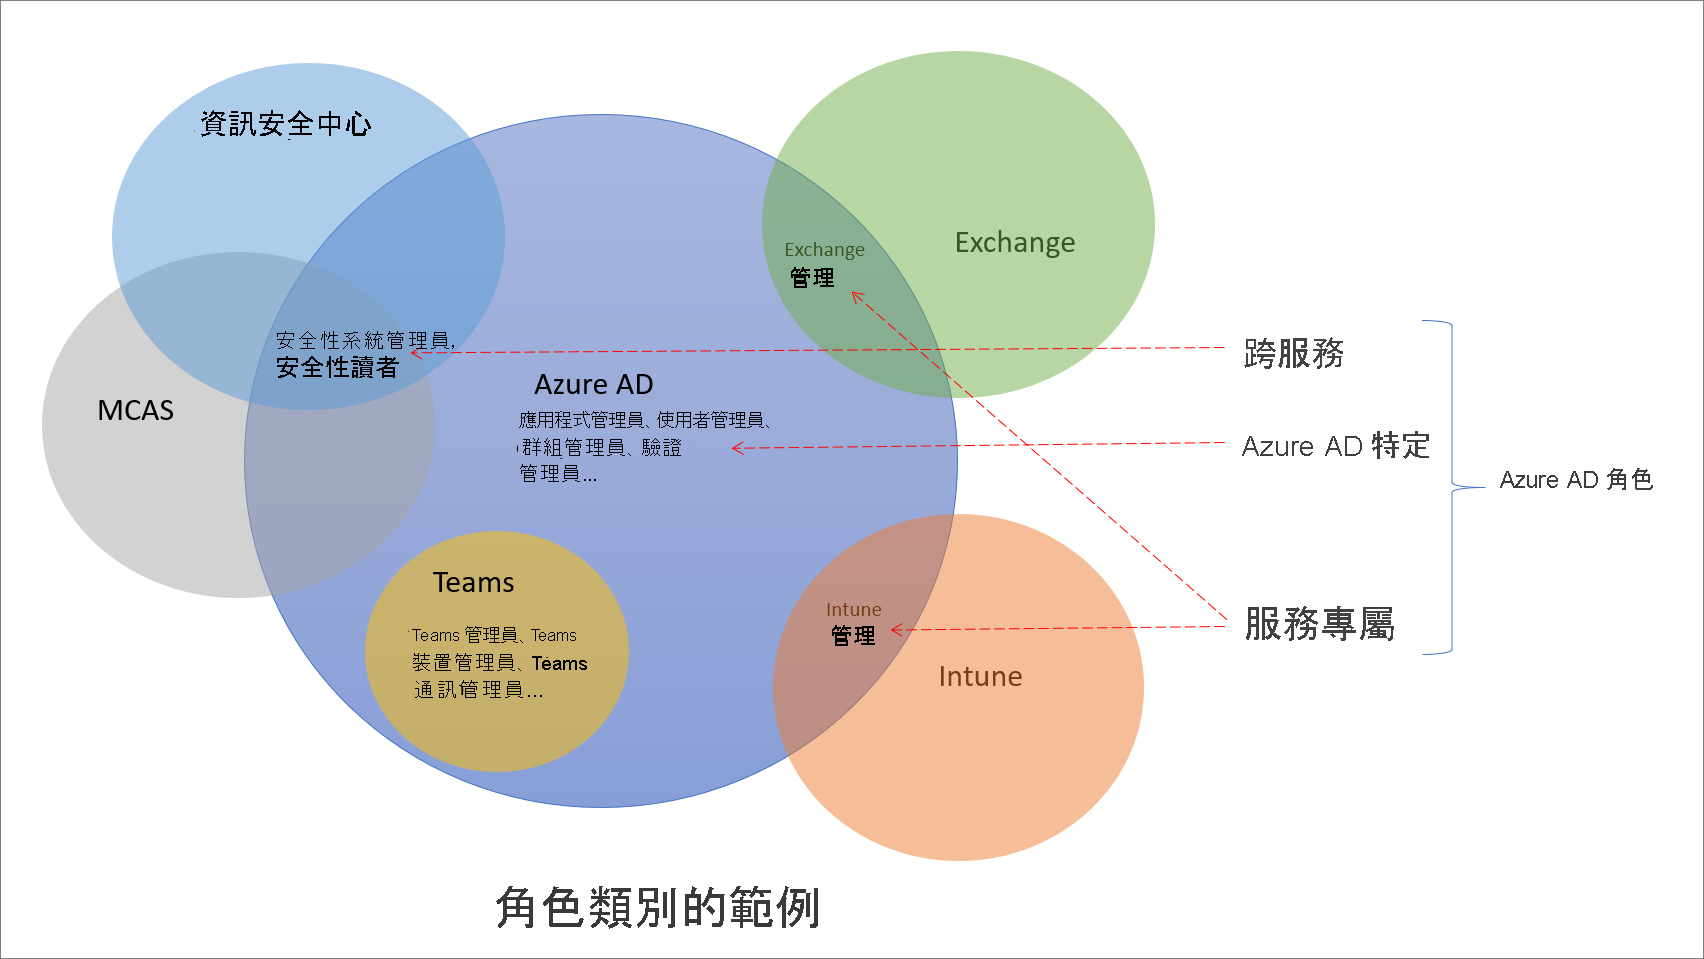 資訊安全中心
Exchange
Exchange
管理
安全性系統管理員,
安全性讀者
跨服務
MCAS
Azure AD
應用程式管理員、使用者管理員、
群組管理員、驗證
管理員...
Azure AD 特定
Azure AD 角色
Teams
Teams 管理員、Teams
裝置管理員、Teams
通訊管理員...
Intune
管理
服務專屬
Intune
角色類別的範例